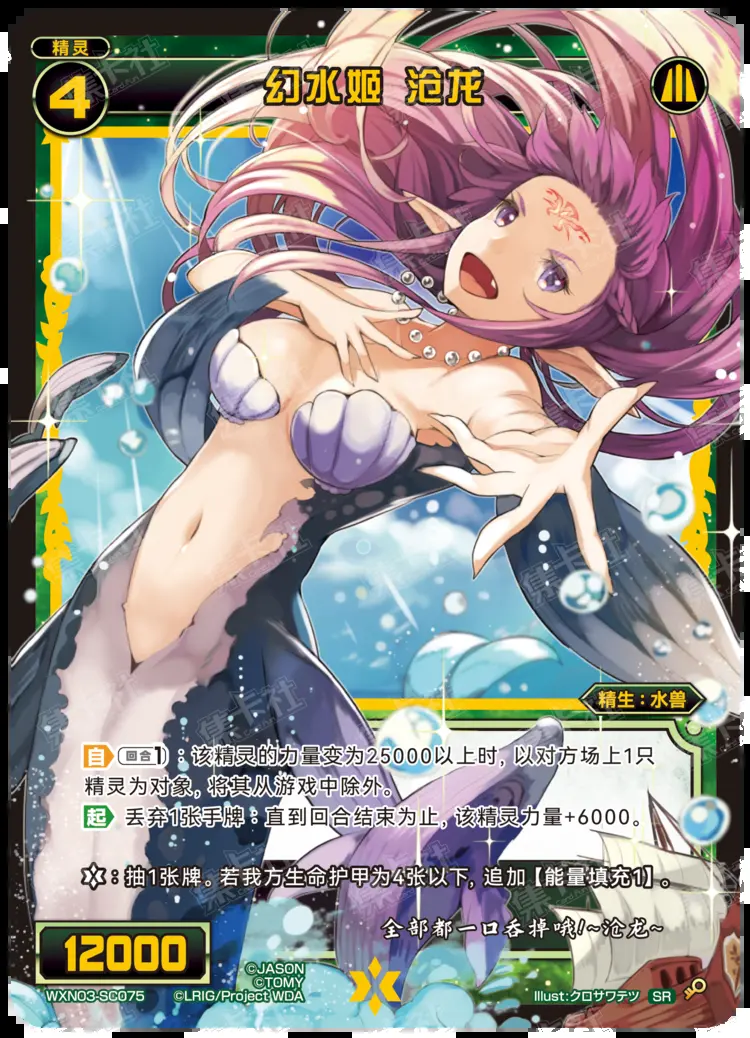 精灵
4
幻水姬 沧龙
精生：水兽
自 回合1：该精灵的力量变为25000以上时，以对方场上1只
精灵为对象，将其从游戏中除外。
起 丢弃1张手牌：直到回合结束为止，该精灵力量+6000。
：抽1张牌。若我方生命护甲为4张以下，追加【能量填充1】。
全部都一口吞掉哦！~沧龙~
12000
©JASON
©TOMY
WXN03-SC075 ©LRIG/Project WDA
Illust:クロサワテツ SR
集卡社